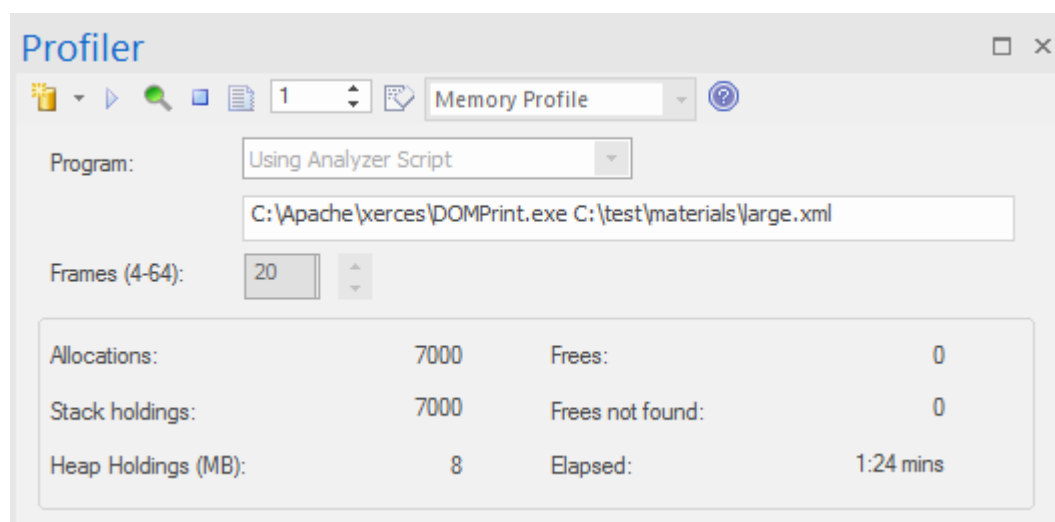 Profiler
1 Memory Profile
Program: Using Analyzer Script
C:\Apache\xerces\DOMPrint.exe C:\test\materials\large.xml
Frames (4-64): 20
Allocations: 7000 Frees: 0
Stack holdings: 7000 Frees not found: 0
Heap Holdings (MB): 8 Elapsed: 1:24 mins